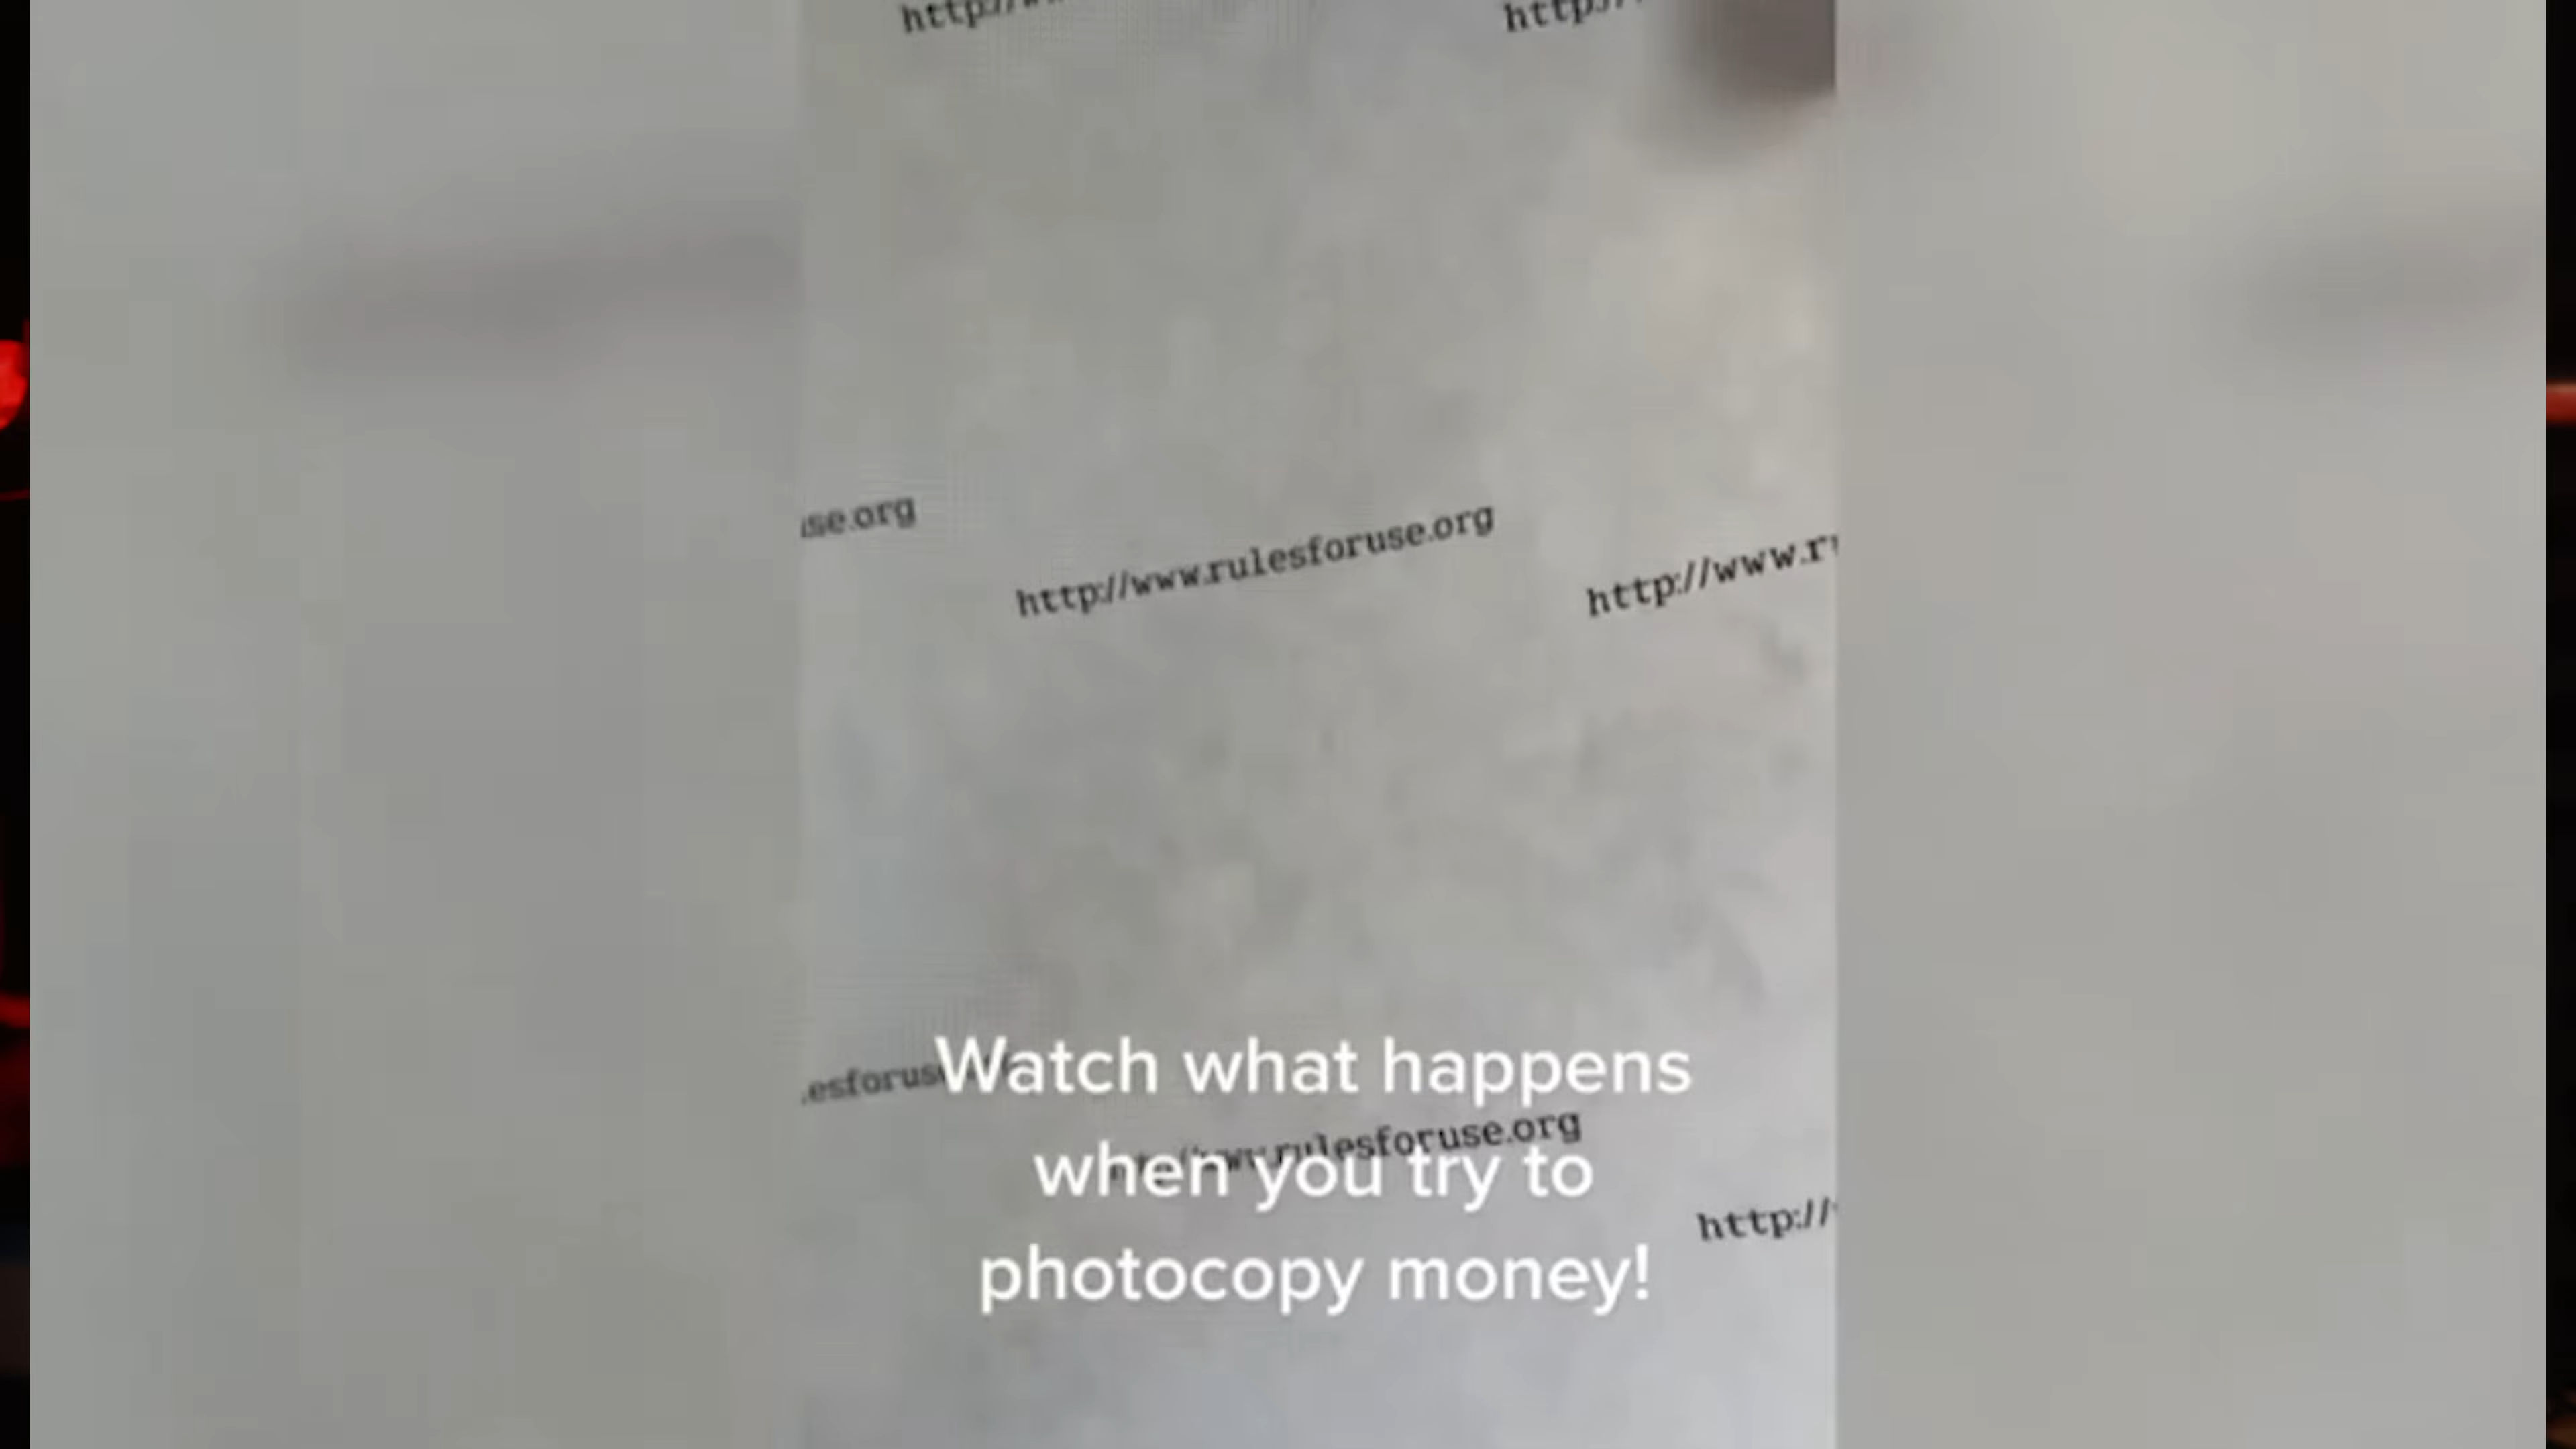 http://
http://
se.org
http://www.rulesforuse.org
http://www.r
esforus
Watch what happens
rulesforuse.org
when you try to
http://
photocopy money!